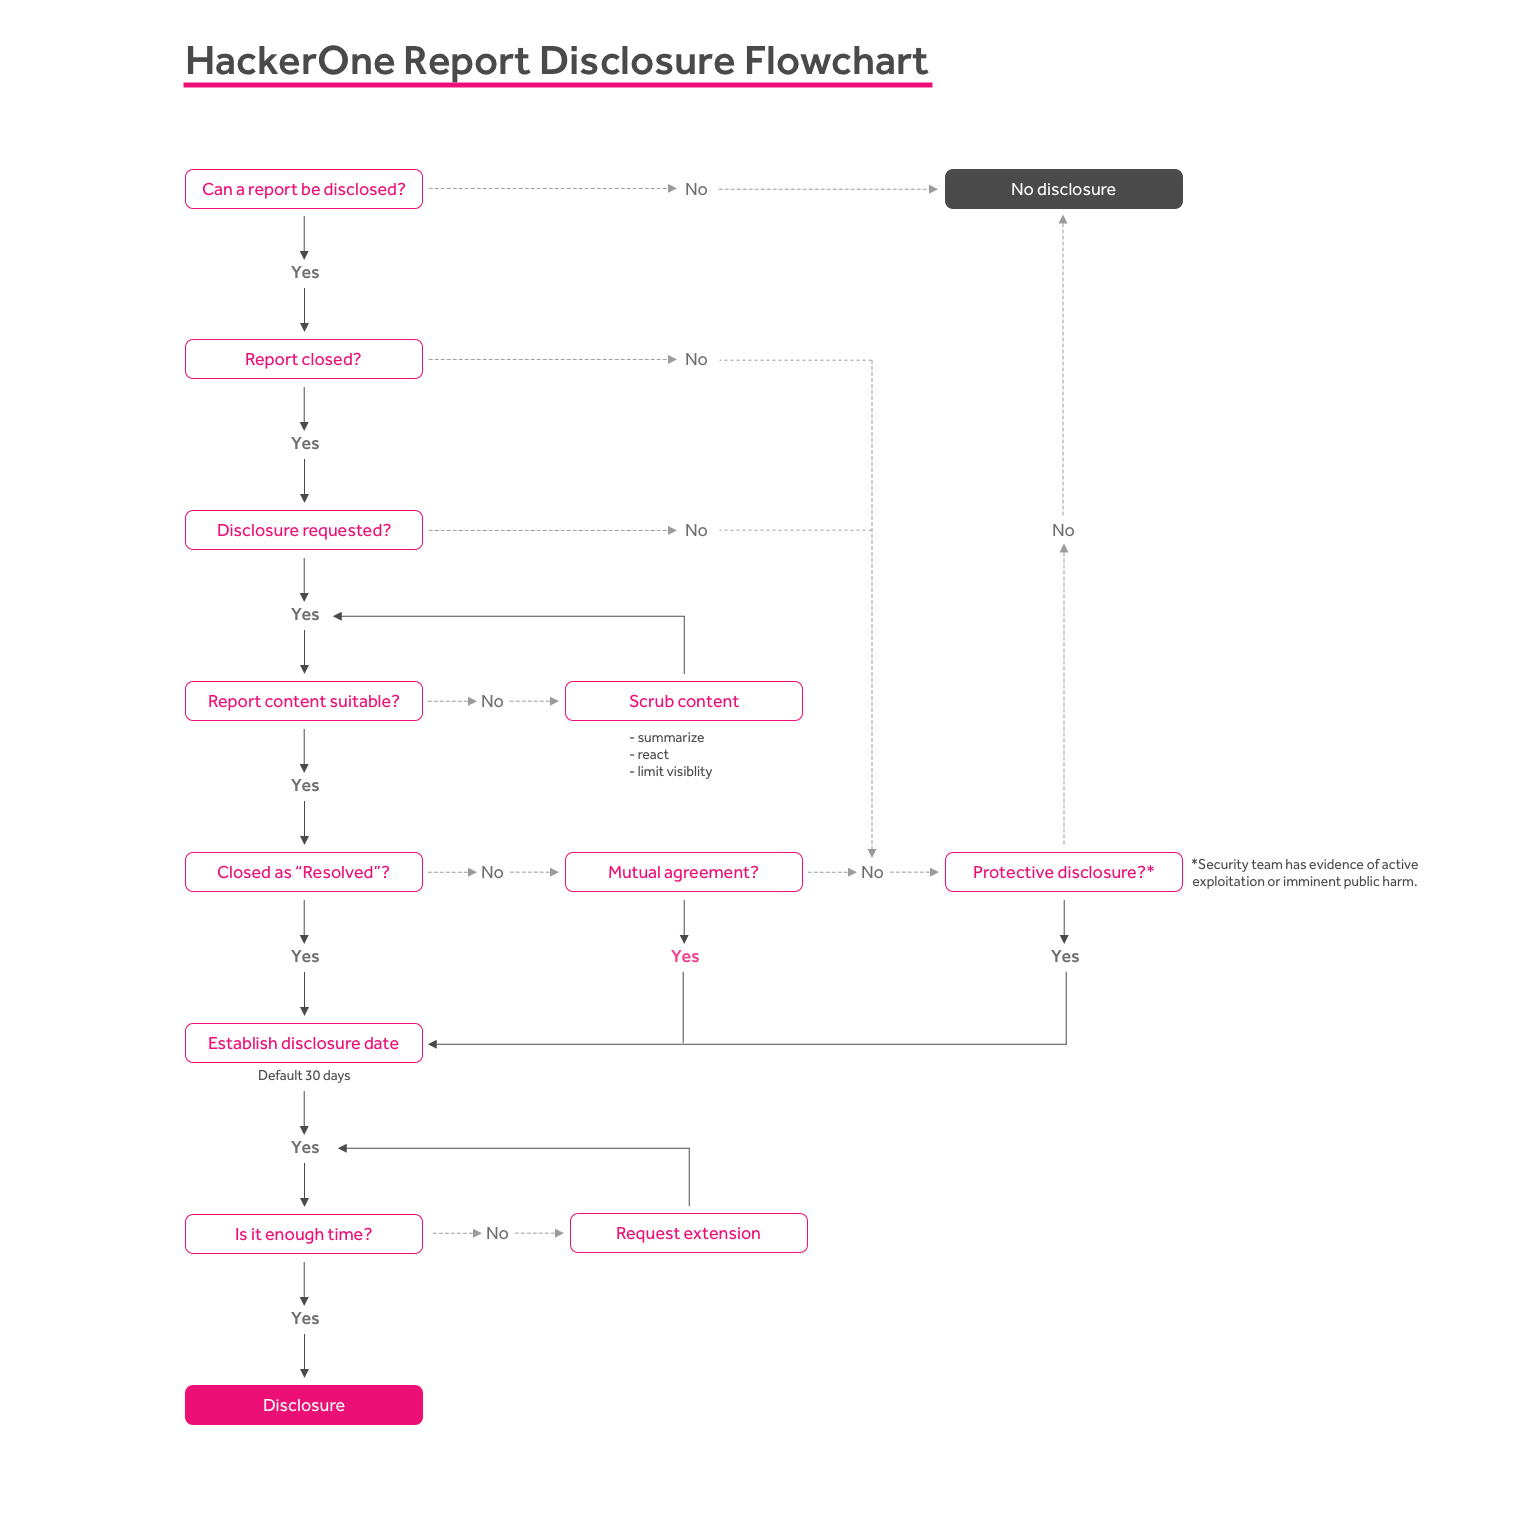 HackerOne Report Disclosure Flowchart
Can a report be disclosed?
No
No disclosure
Yes
Report closed?
No
Yes
Disclosure requested?
No
No
Yes
Report content suitable?
No
Scrub content
- summarize
- react
- limit visiblity
Yes
Closed as “Resolved”?
No
Mutual agreement?
No
Protective disclosure?*
*Security team has evidence of active
exploitation or imminent public harm.
Yes
Yes
Yes
Establish disclosure date
Default 30 days
Yes
Is it enough time?
No
Request extension
Yes
Disclosure